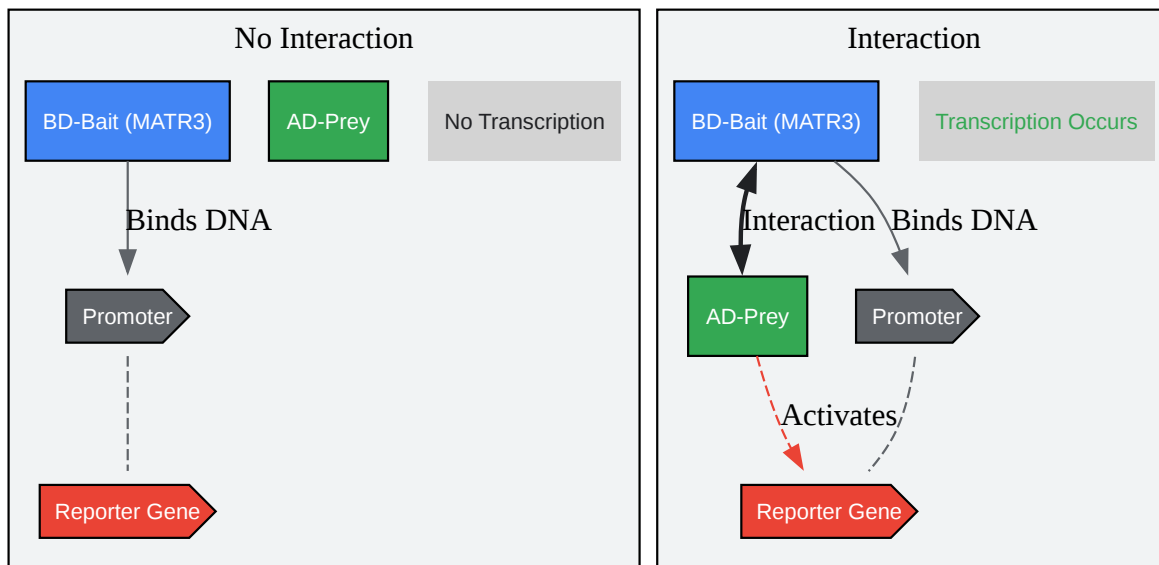 No Interaction
BD-Bait (MATR3)
AD-Prey
No Transcription
Binds DNA
Promoter
Reporter Gene
Interaction
BD-Bait (MATR3)
Transcription Occurs
Interaction
Binds DNA
AD-Prey
Promoter
Activates
Reporter Gene